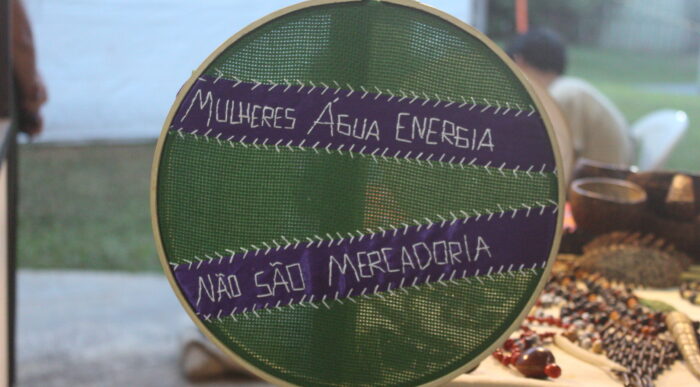 MULHERES ÁGUA ENERGIA
NÃO SÃO MERCADORIA